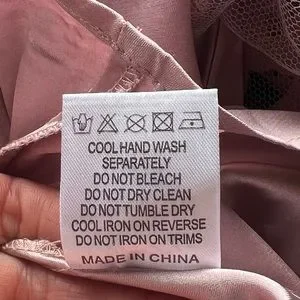 COOL HAND WASH
SEPARATELY
DO NOT BLEACH
DO NOT DRY CLEAN
DO NOT TUMBLE DRY
COOL IRON ON REVERSE
DO NOT IRON ON TRIMS
MADE IN CHINA